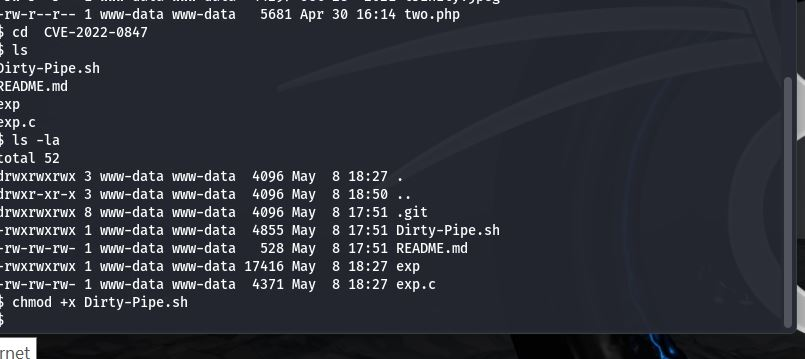 -rw-r--r-- 1 www-data www-data   5681 Apr 30 16:14 two.php
$ cd  CVE-2022-0847
$ ls
Dirty-Pipe.sh
README.md
exp
exp.c
$ ls -la
total 52
drwxrwxrwx 3 www-data www-data  4096 May  8 18:27 .
drwxr-xr-x 3 www-data www-data  4096 May  8 18:50 ..
drwxrwxrwx 8 www-data www-data  4096 May  8 17:51 .git
-rwxrwxrwx 1 www-data www-data  4855 May  8 17:51 Dirty-Pipe.sh
-rw-rw-rw- 1 www-data www-data   528 May  8 17:51 README.md
-rwxrwxrwx 1 www-data www-data 17416 May  8 18:27 exp
-rw-rw-rw- 1 www-data www-data  4371 May  8 18:27 exp.c
$ chmod +x Dirty-Pipe.sh
$
rnet